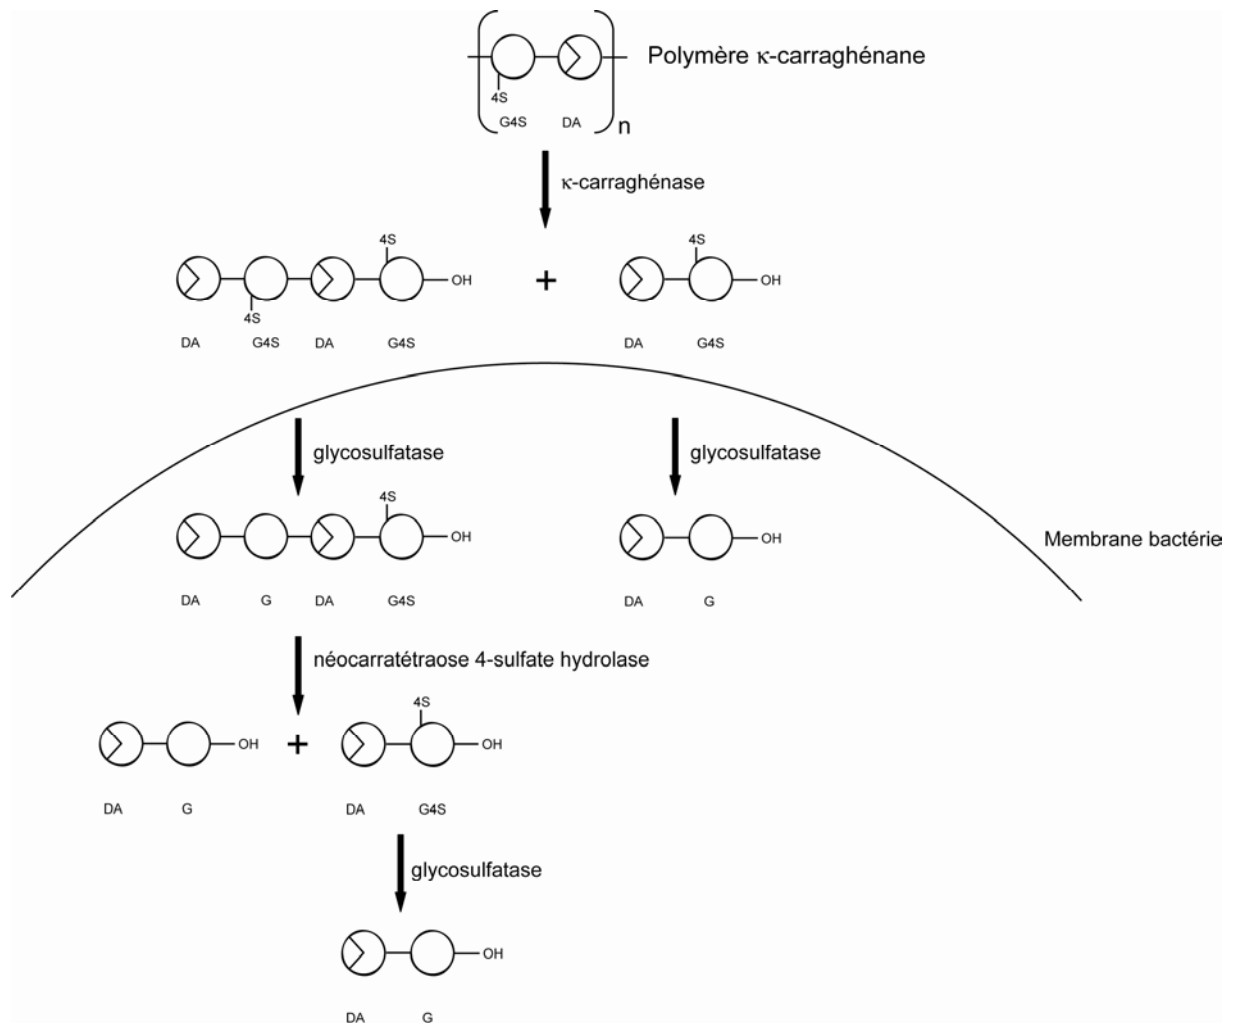 Polymère κ-carraghénane
4S
G4S DA
n
κ-carraghénase
4S 4S
OH + OH
4S
DA G4S DA G4S DA G4S
glycosulfatase glycosulfatase
4S
OH OH
Membrane bactérie
DA G DA G4S DA G
néocarratétraose 4-sulfate hydrolase
4S
OH + OH
DA G DA G4S
glycosulfatase
OH
DA G